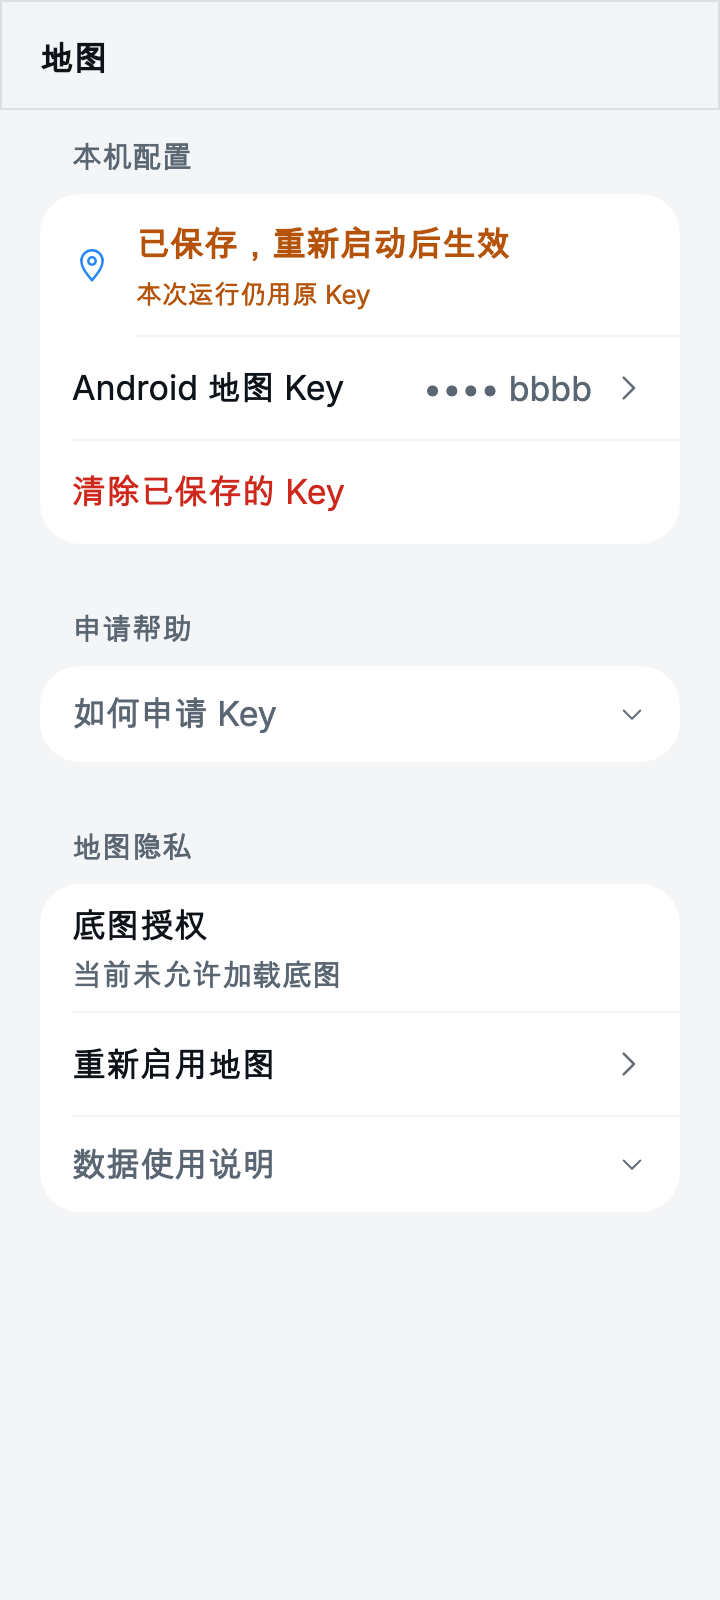 地图
本机配置
已保存，重新启动后生效
本次运行仍用原 Key
Android 地图 Key •••• bbbb
清除已保存的 Key
申请帮助
如何申请 Key
地图隐私
底图授权
当前未允许加载底图
重新启用地图
数据使用说明